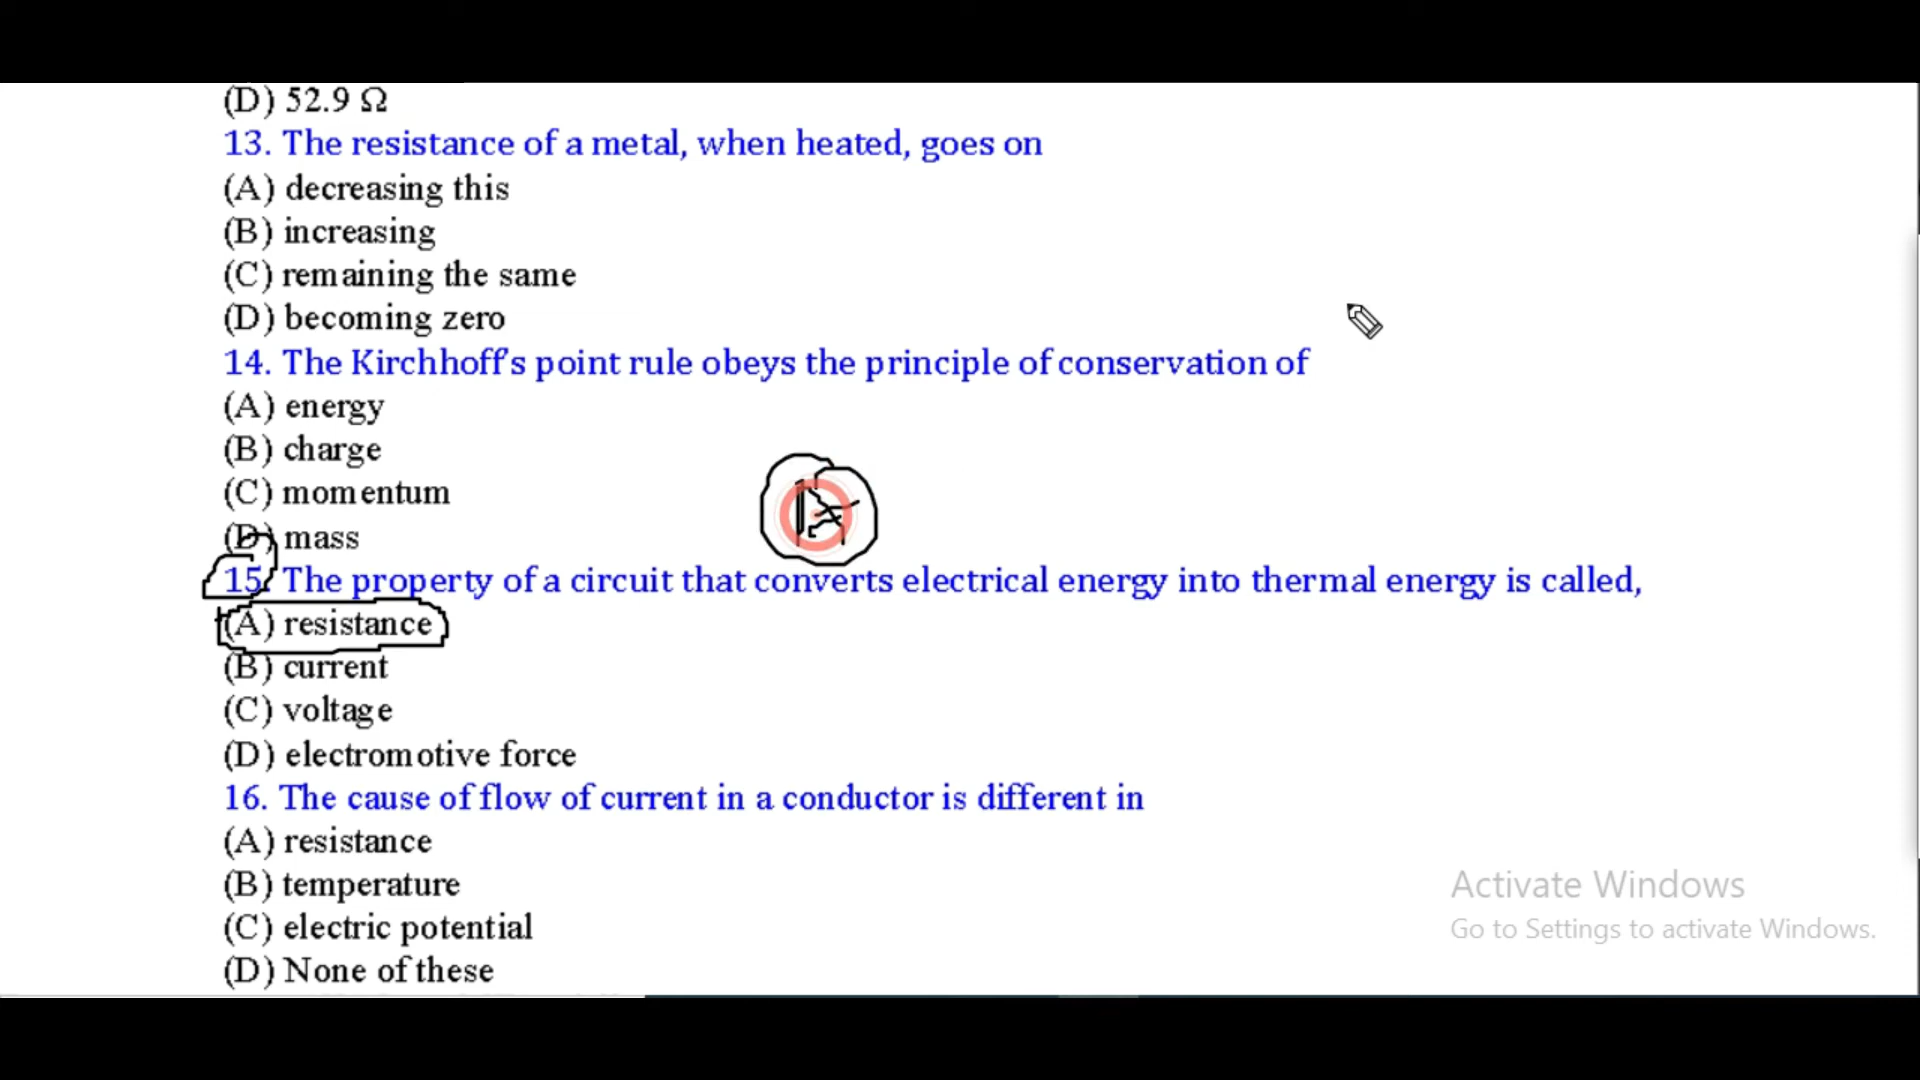 (D) 52.9 Ω
13. The resistance of a metal, when heated, goes on
(A) decreasing this
(B) increasing
(C) remaining the same
(D) becoming zero
14. The Kirchhoff's point rule obeys the principle of conservation of
(A) energy
(B) charge
(C) momentum
(D) mass
15. The property of a circuit that converts electrical energy into thermal energy is called,
(A) resistance
(B) current
(C) voltage
(D) electromotive force
16. The cause of flow of current in a conductor is different in
(A) resistance
(B) temperature
(C) electric potential
(D) None of these
Activate Windows
Go to Settings to activate Windows.